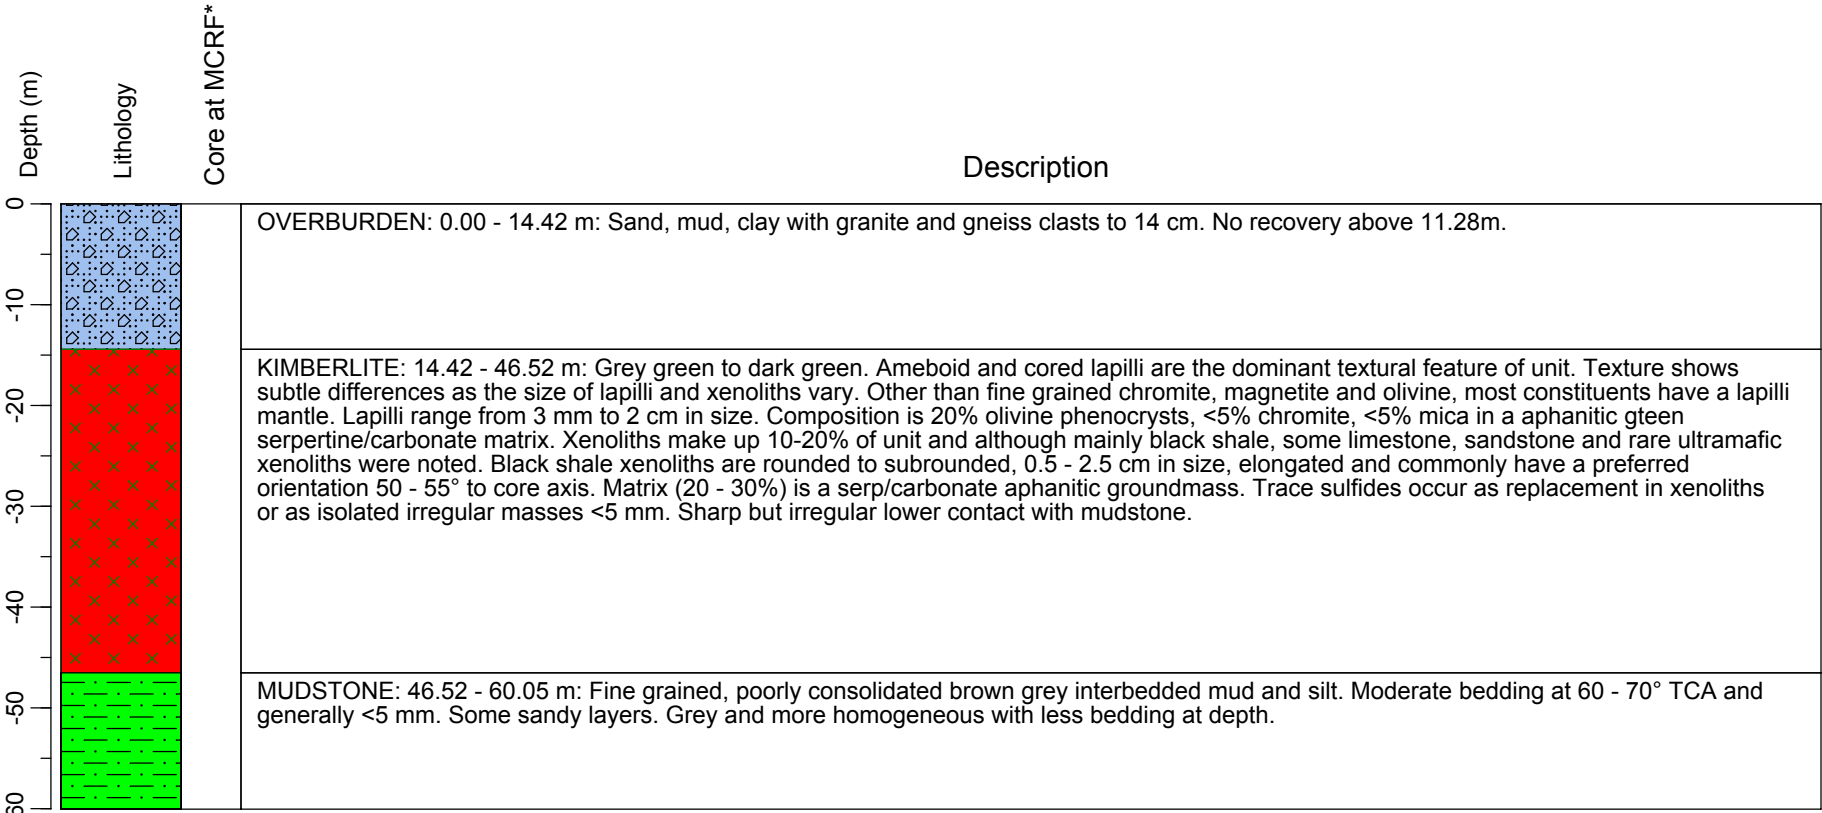 Depth (m)
Lithology
Core at MCRF*
Description
0
-10
-20
-30
-40
-50
60
OVERBURDEN: 0.00 - 14.42 m: Sand, mud, clay with granite and gneiss clasts to 14 cm. No recovery above 11.28m.
KIMBERLITE: 14.42 - 46.52 m: Grey green to dark green. Ameboid and cored lapilli are the dominant textural feature of unit. Texture shows
subtle differences as the size of lapilli and xenoliths vary. Other than fine grained chromite, magnetite and olivine, most constituents have a lapilli
mantle. Lapilli range from 3 mm to 2 cm in size. Composition is 20% olivine phenocrysts, <5% chromite, <5% mica in a aphanitic gteen
serpertine/carbonate matrix. Xenoliths make up 10-20% of unit and although mainly black shale, some limestone, sandstone and rare ultramafic
xenoliths were noted. Black shale xenoliths are rounded to subrounded, 0.5 - 2.5 cm in size, elongated and commonly have a preferred
orientation 50 - 55° to core axis. Matrix (20 - 30%) is a serp/carbonate aphanitic groundmass. Trace sulfides occur as replacement in xenoliths
or as isolated irregular masses <5 mm. Sharp but irregular lower contact with mudstone.
MUDSTONE: 46.52 - 60.05 m: Fine grained, poorly consolidated brown grey interbedded mud and silt. Moderate bedding at 60 - 70° TCA and
generally <5 mm. Some sandy layers. Grey and more homogeneous with less bedding at depth.